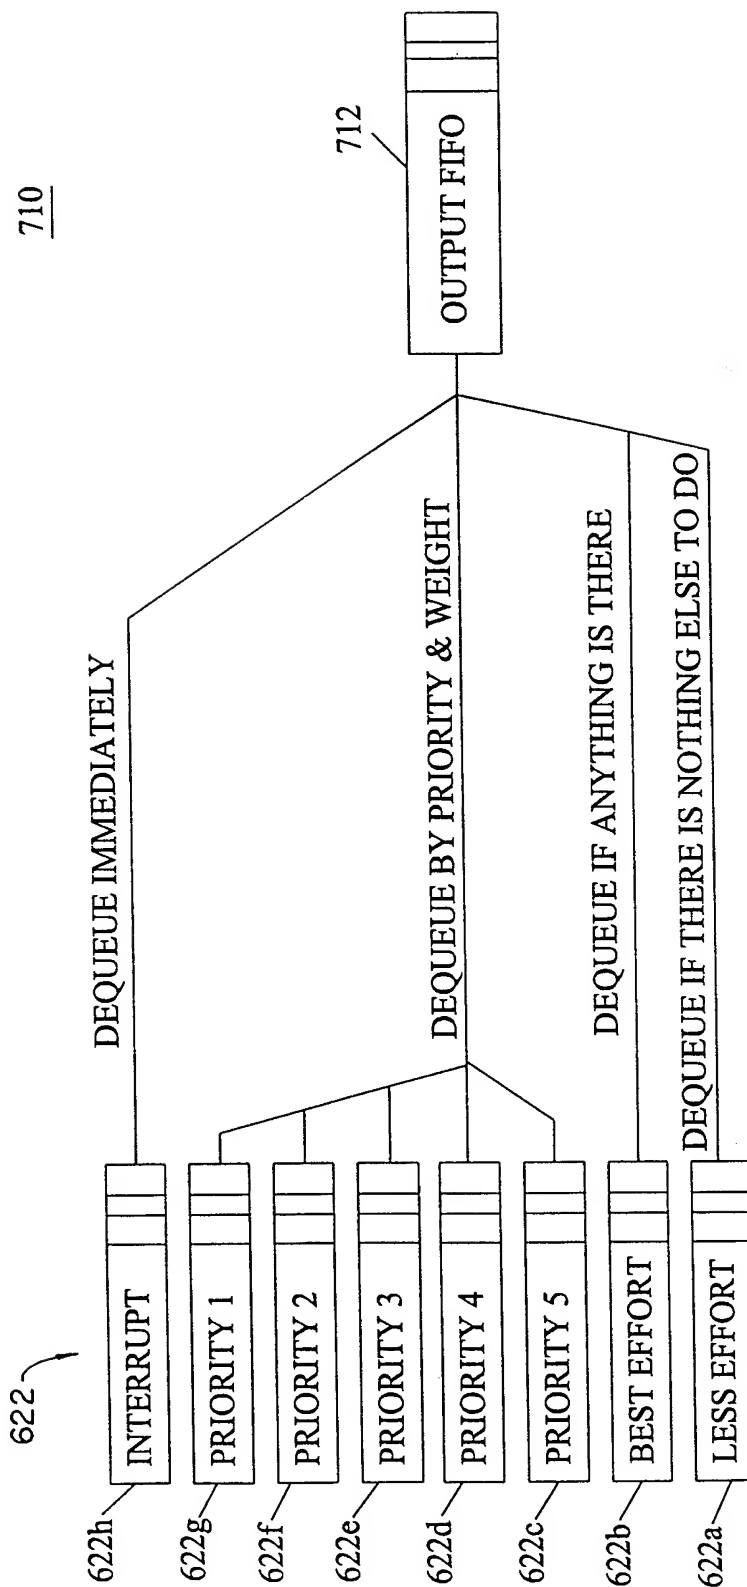 710
622
622h
INTERRUPT
DEQUEUE IMMEDIATELY
622g
PRIORITY 1
622f
PRIORITY 2
622e
PRIORITY 3
622d
PRIORITY 4
DEQUEUE BY PRIORITY & WEIGHT
OUTPUT FIFO
712
622c
PRIORITY 5
622b
BEST EFFORT
DEQUEUE IF ANYTHING IS THERE
622a
LESS EFFORT
DEQUEUE IF THERE IS NOTHING ELSE TO DO